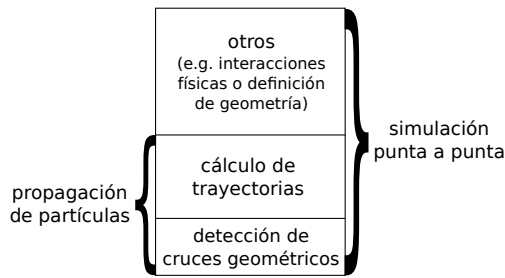 otros
(e.g. interacciones
físicas o definición
de geometría)
simulación
punta a punta
cálculo de
trayectorias
propagación
de partículas
detección de
cruces geométricos